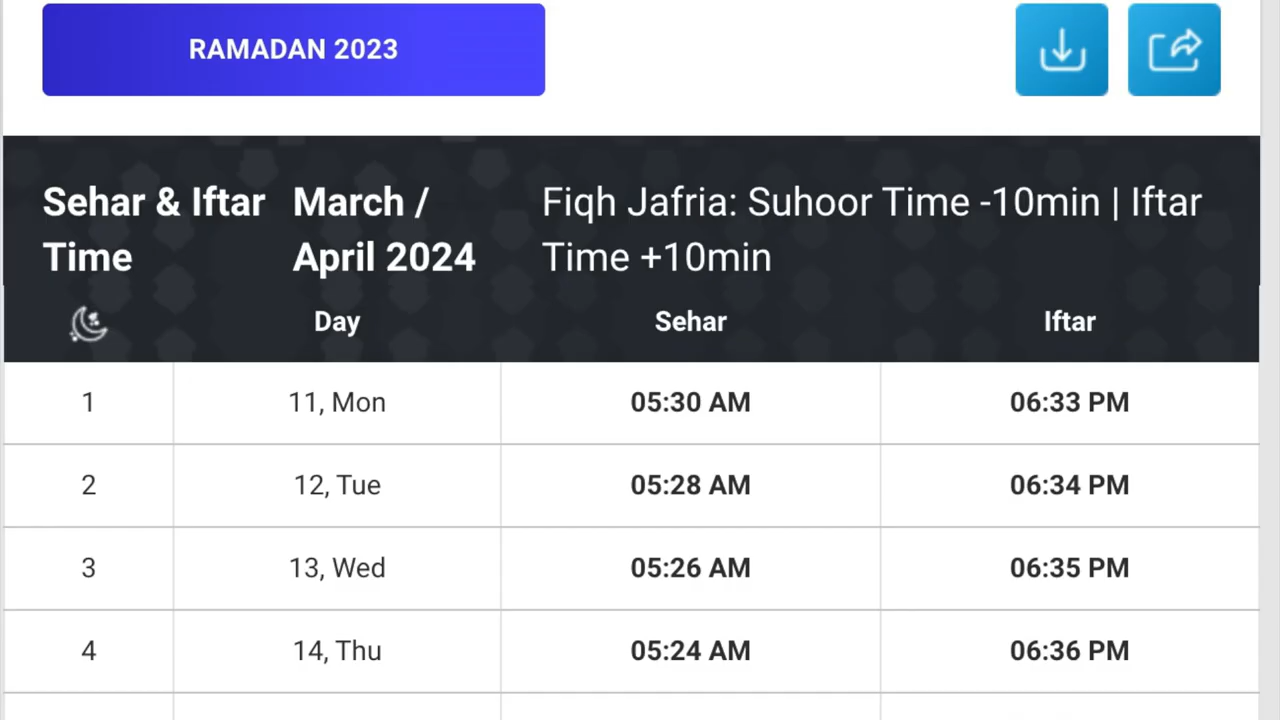 RAMADAN 2023
Sehar & Iftar Time
March / April 2024
Fiqh Jafria: Suhoor Time -10min | Iftar Time +10min
Day Sehar Iftar
1 11, Mon 05:30 AM 06:33 PM
2 12, Tue 05:28 AM 06:34 PM
3 13, Wed 05:26 AM 06:35 PM
4 14, Thu 05:24 AM 06:36 PM